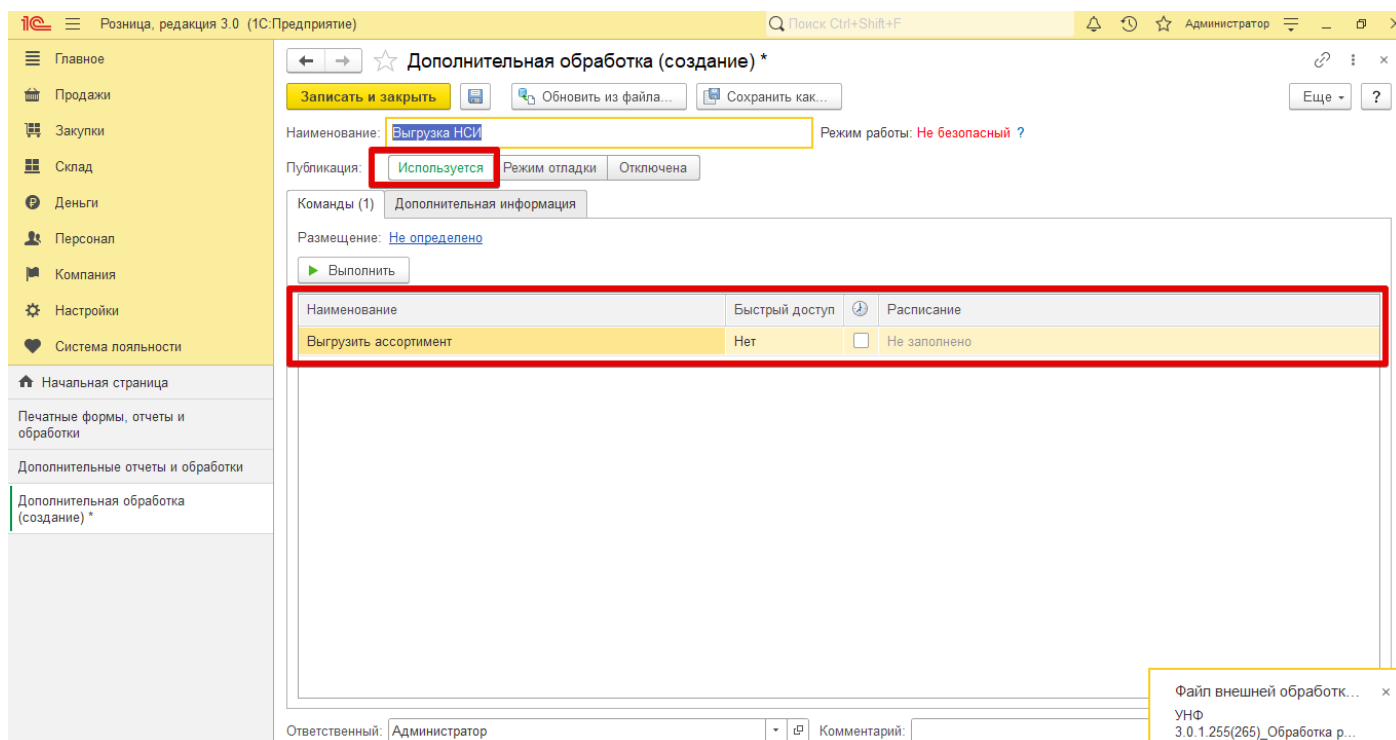 1С Розница, редакция 3.0 (1С:Предприятие) Поиск Ctrl+Shift+F Администратор
Главное
Продажи
Закупки
Склад
Деньги
Персонал
Компания
Настройки
Система лояльности
Начальная страница
Печатные формы, отчеты и
обработки
Дополнительные отчеты и обработки
Дополнительная обработка
(создание) *
Дополнительная обработка (создание) *
Записать и закрыть Обновить из файла... Сохранить как... Еще ?
Наименование: Выгрузка НСИ Режим работы: Не безопасный ?
Публикация: Используется Режим отладки Отключена
Команды (1) Дополнительная информация
Размещение: Не определено
Выполнить
Наименование Быстрый доступ Расписание
Выгрузить ассортимент Нет Не заполнено
Ответственный: Администратор Комментарий:
Файл внешней обработк...
УНФ
3.0.1.255(265)_Обработка р...